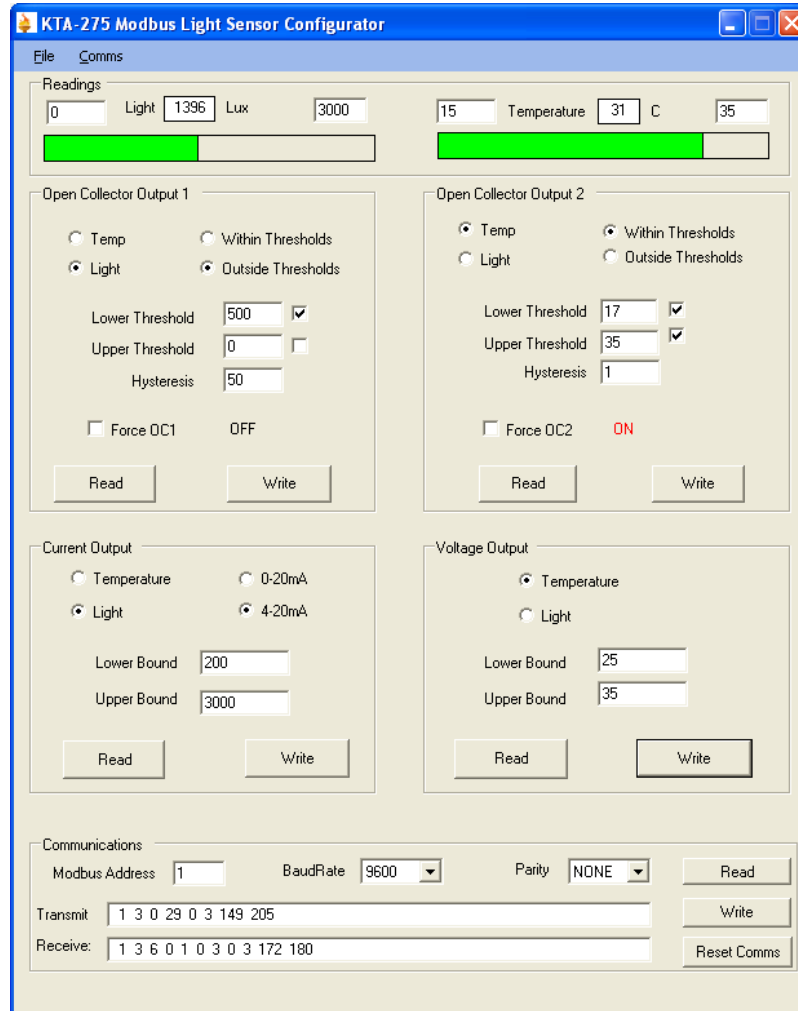 KTA-275 Modbus Light Sensor Configurator
File Comms
Readings
0 Light 1396 Lux 3000 15 Temperature 31 C 35
Open Collector Output 1
Temp Within Thresholds
Light Outside Thresholds
Lower Threshold 500
Upper Threshold 0
Hysteresis 50
Force OC1 OFF
Read Write
Open Collector Output 2
Temp Within Thresholds
Light Outside Thresholds
Lower Threshold 17
Upper Threshold 35
Hysteresis 1
Force OC2 ON
Read Write
Current Output
Temperature 0-20mA
Light 4-20mA
Lower Bound 200
Upper Bound 3000
Read Write
Voltage Output
Temperature
Light
Lower Bound 25
Upper Bound 35
Read Write
Communications
Modbus Address 1 BaudRate 9600 Parity NONE Read
Transmit 1 3 0 29 0 3 149 205 Write
Receive: 1 3 6 0 1 0 3 0 3 172 180 Reset Comms